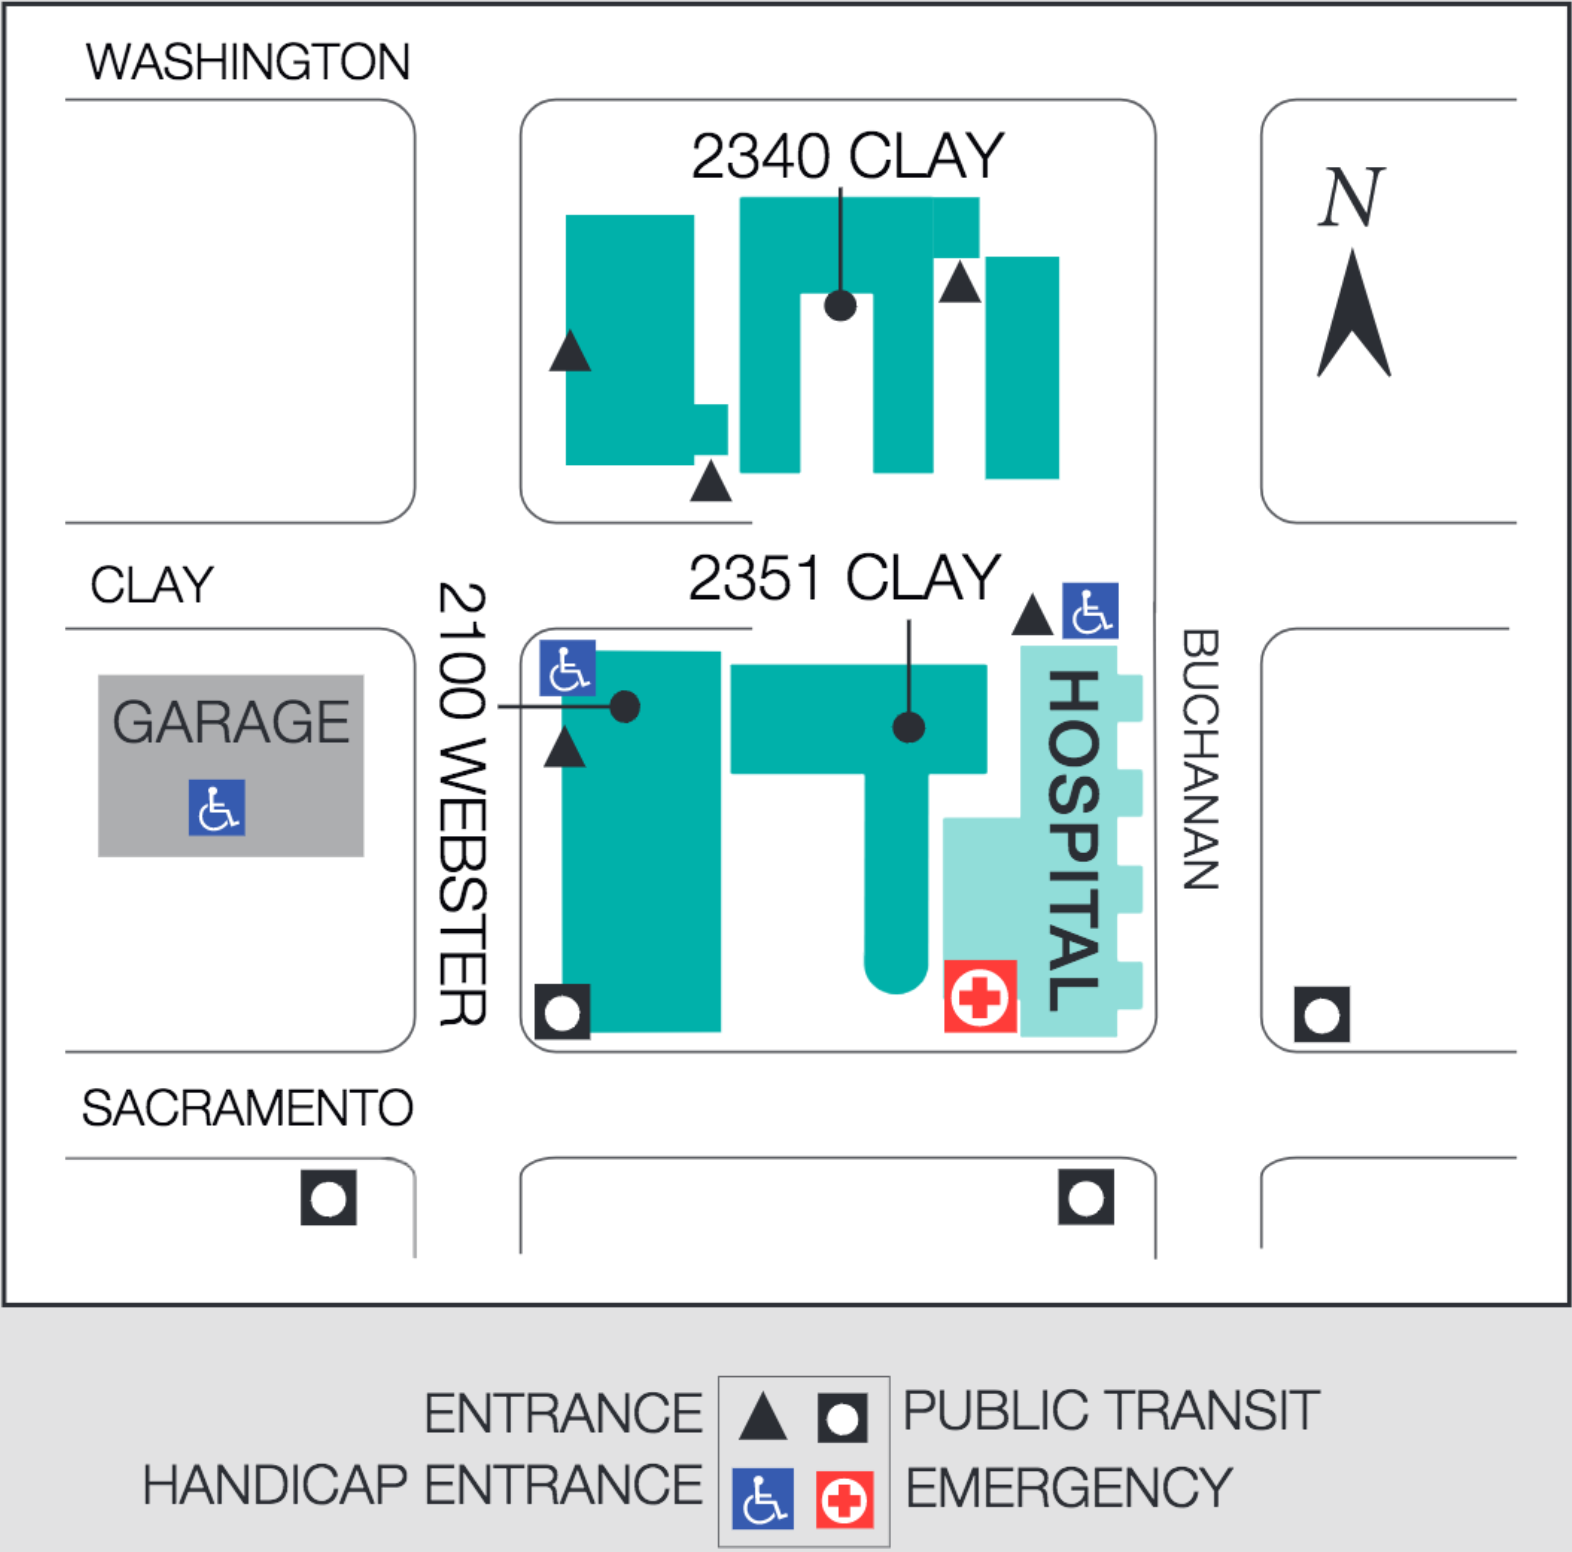 WASHINGTON
2340 CLAY
N
CLAY
2351 CLAY
2100 WEBSTER
BUCHANAN
GARAGE
HOSPITAL
SACRAMENTO
ENTRANCE
PUBLIC TRANSIT
HANDICAP ENTRANCE
EMERGENCY